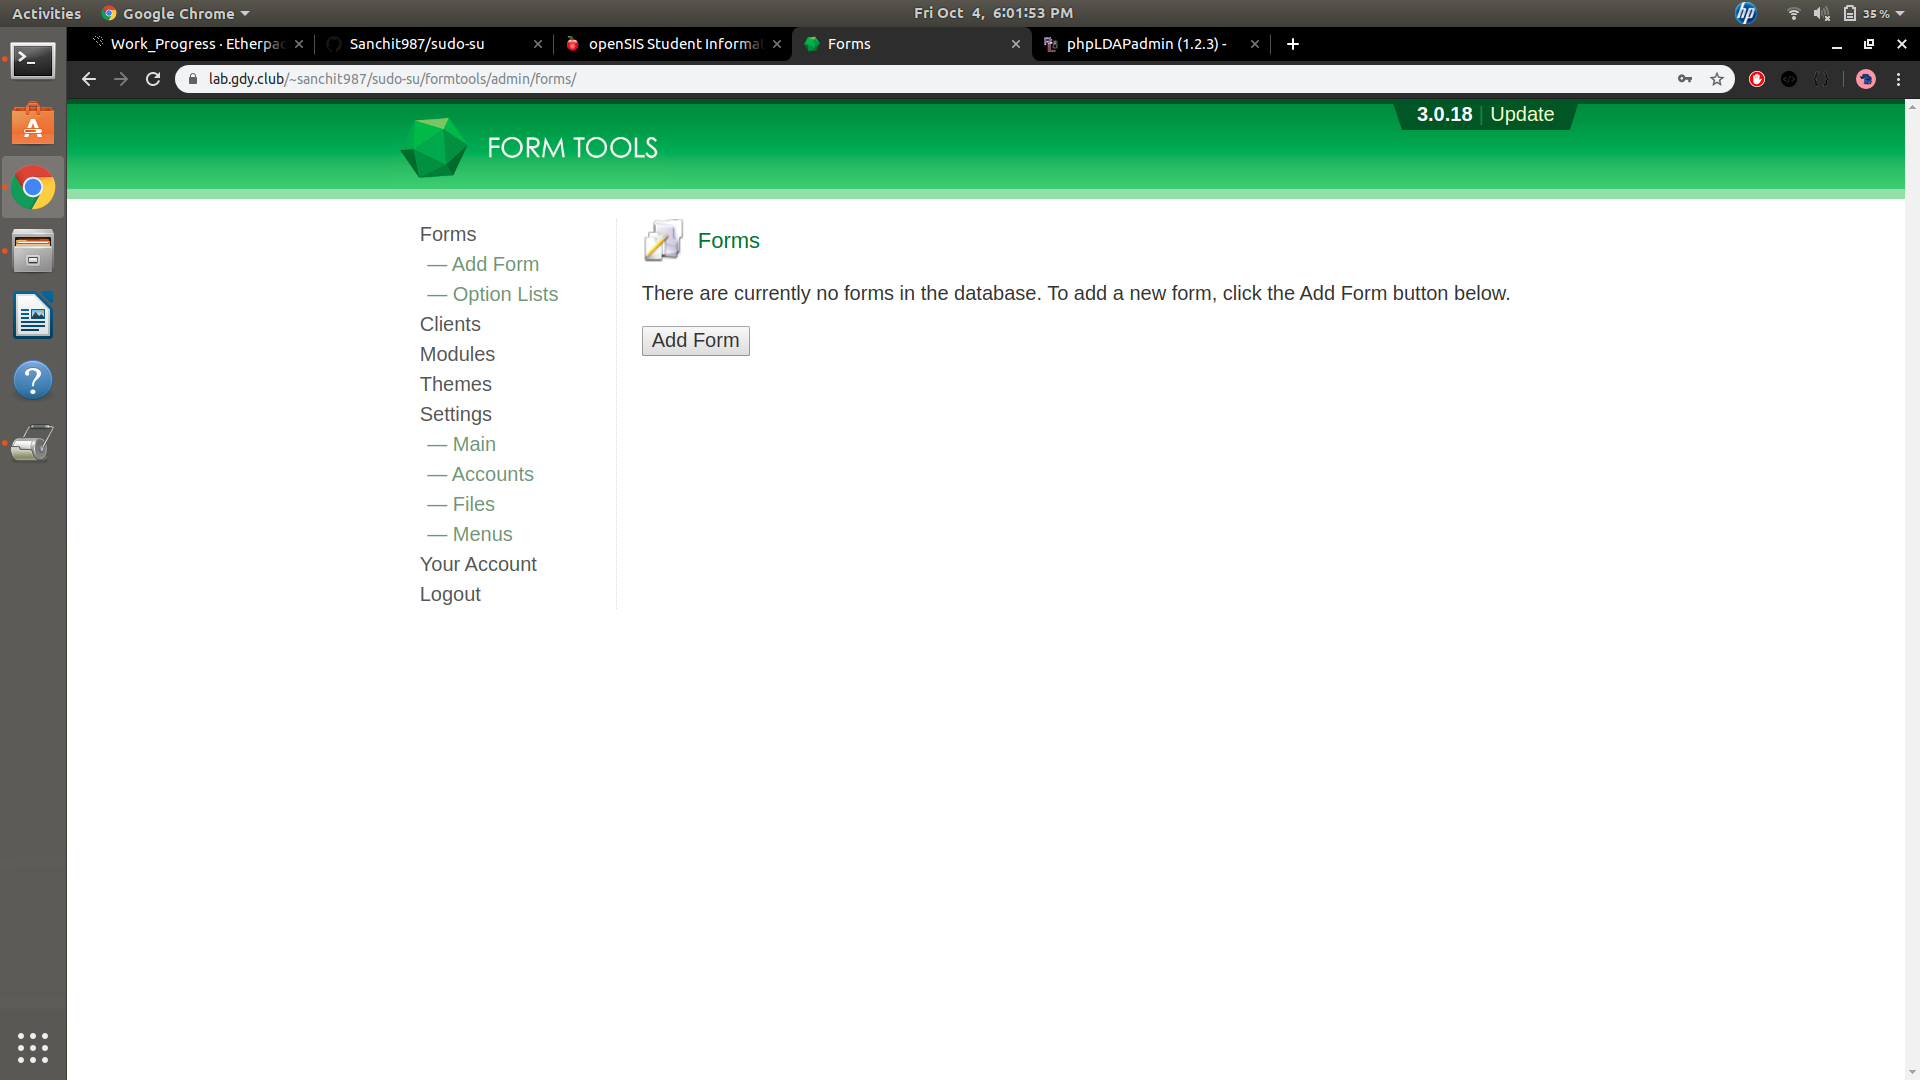 Activities Google Chrome Fri Oct 4, 6:01:53 PM hp 35 %
Work_Progress · Etherpad Sanchit987/sudo-su openSIS Student Informat Forms phpLDAPadmin (1.2.3) -
lab.gdy.club/~sanchit987/sudo-su/formtools/admin/forms/
3.0.18 | Update
FORM TOOLS
Forms
— Add Form
— Option Lists
Clients
Modules
Themes
Settings
— Main
— Accounts
— Files
— Menus
Your Account
Logout
Forms
There are currently no forms in the database. To add a new form, click the Add Form button below.
Add Form